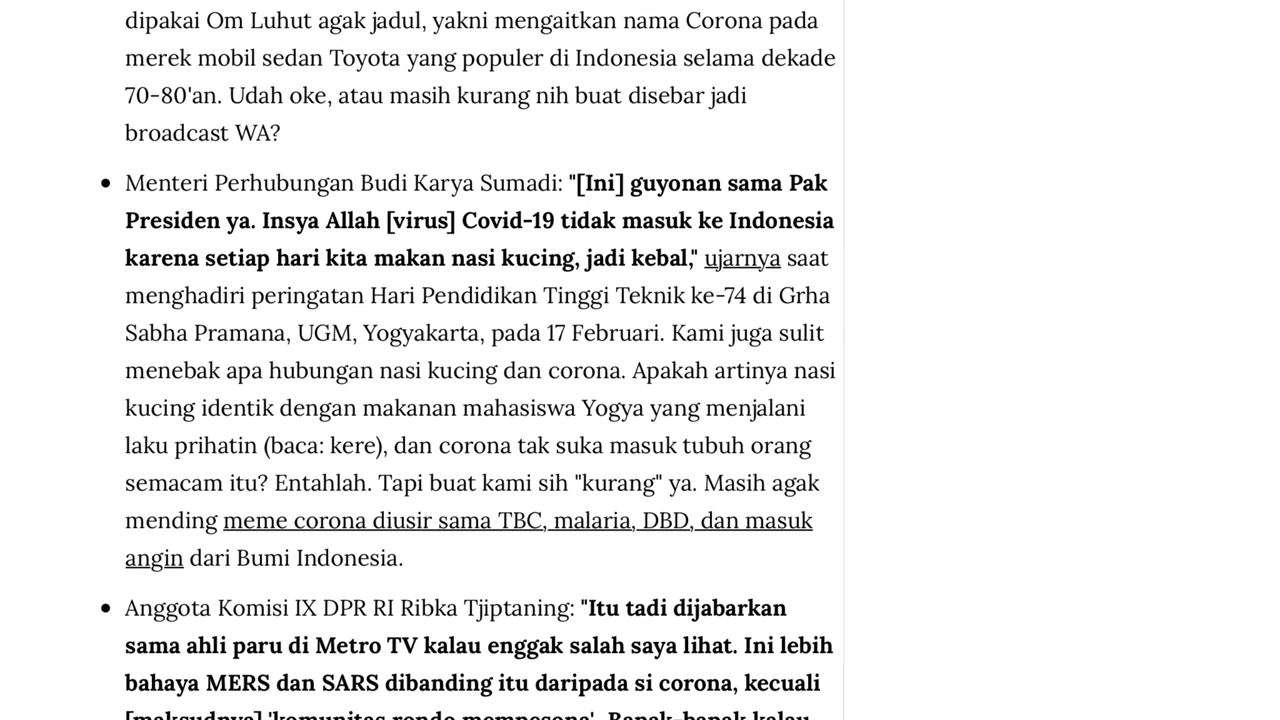 dipakai Om Luhut agak jadul, yakni mengaitkan nama Corona pada
merek mobil sedan Toyota yang populer di Indonesia selama dekade
70-80'an. Udah oke, atau masih kurang nih buat disebar jadi
broadcast WA?
• Menteri Perhubungan Budi Karya Sumadi: "[Ini] guyonan sama Pak
Presiden ya. Insya Allah [virus] Covid-19 tidak masuk ke Indonesia
karena setiap hari kita makan nasi kucing, jadi kebal," ujarnya saat
menghadiri peringatan Hari Pendidikan Tinggi Teknik ke-74 di Grha
Sabha Pramana, UGM, Yogyakarta, pada 17 Februari. Kami juga sulit
menebak apa hubungan nasi kucing dan corona. Apakah artinya nasi
kucing identik dengan makanan mahasiswa Yogya yang menjalani
laku prihatin (baca: kere), dan corona tak suka masuk tubuh orang
semacam itu? Entahlah. Tapi buat kami sih "kurang" ya. Masih agak
mending meme corona diusir sama TBC, malaria, DBD, dan masuk
angin dari Bumi Indonesia.
• Anggota Komisi IX DPR RI Ribka Tjiptaning: "Itu tadi dijabarkan
sama ahli paru di Metro TV kalau enggak salah saya lihat. Ini lebih
bahaya MERS dan SARS dibanding itu daripada si corona, kecuali
[maksudnya] 'komunitas rondo mempesona'. Bapak-bapak kalau